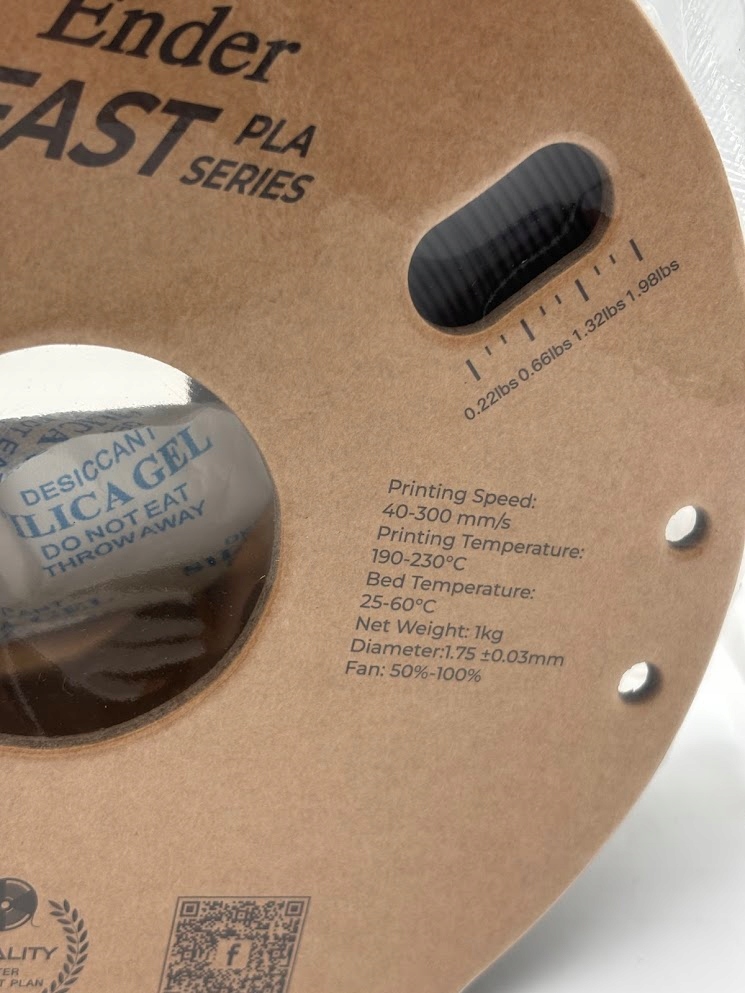 Ender
FAST
PLA
SERIES
0.22lbs 0.66lbs 1.32lbs 1.98lbs
DESICCANT
SILICA GEL
DO NOT EAT
THROW AWAY
Printing Speed:
40-300 mm/s
Printing Temperature:
190-230°C
Bed Temperature:
25-60°C
Net Weight: 1kg
Diameter:1.75 ±0.03mm
Fan: 50%-100%
f